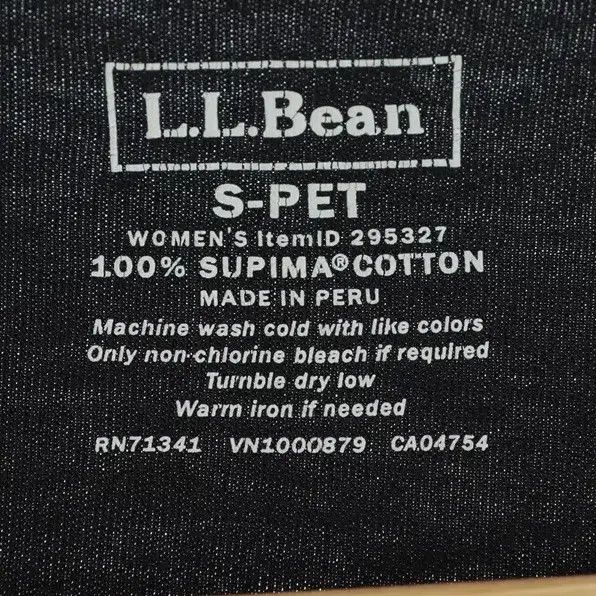 L.L.Bean
S-PET
WOMEN'S ItemID 295327
100% SUPIMA® COTTON
MADE IN PERU
Machine wash cold with like colors
Only non-chlorine bleach if required
Tumble dry low
Warm iron if needed
RN71341 VN1000879 CA04754